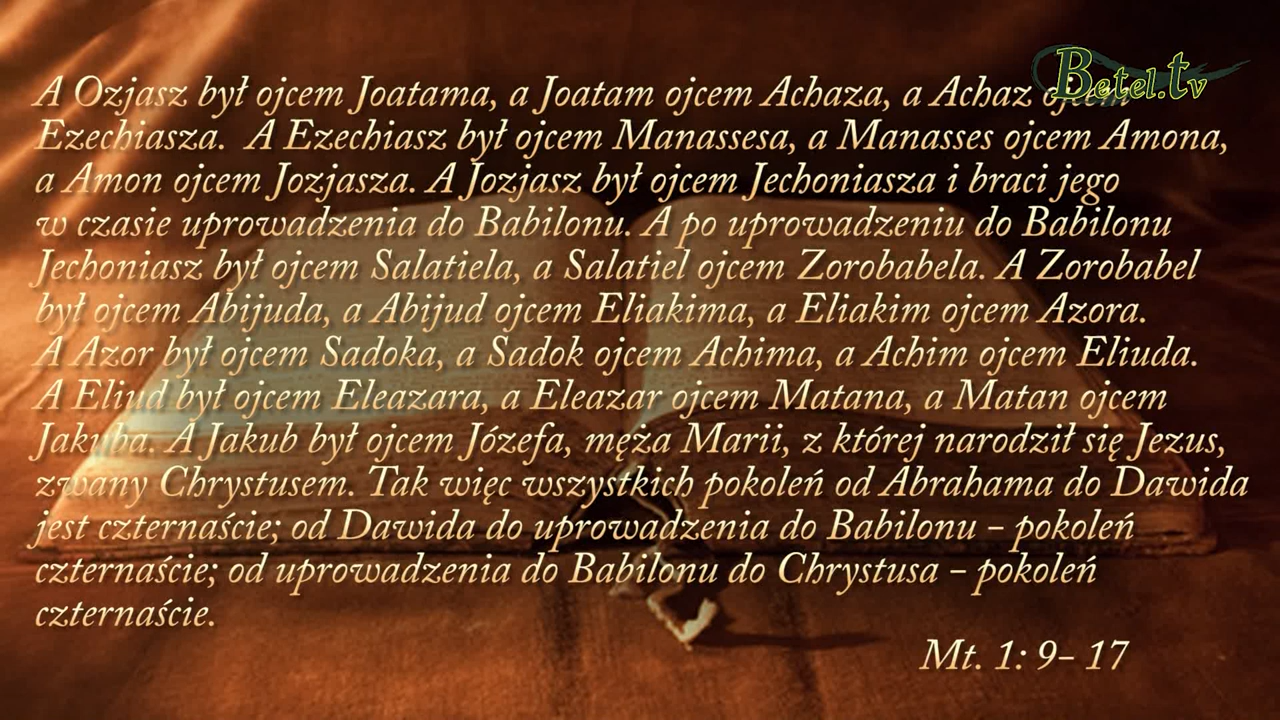 Betel.tv
A Ozjasz był ojcem Joatama, a Joatam ojcem Achaza, a Achaz ojcem
Ezechiasza. A Ezechiasz był ojcem Manassesa, a Manasses ojcem Amona,
a Amon ojcem Jozjasza. A Jozjasz był ojcem Jechoniasza i braci jego
w czasie uprowadzenia do Babilonu. A po uprowadzeniu do Babilonu
Jechoniasz był ojcem Salatiela, a Salatiel ojcem Zorobabela. A Zorobabel
był ojcem Abijuda, a Abijud ojcem Eliakima, a Eliakim ojcem Azora.
A Azor był ojcem Sadoka, a Sadok ojcem Achima, a Achim ojcem Eliuda.
A Eliud był ojcem Eleazara, a Eleazar ojcem Matana, a Matan ojcem
Jakuba. A Jakub był ojcem Józefa, męża Marii, z której narodził się Jezus,
zwany Chrystusem. Tak więc wszystkich pokoleń od Abrahama do Dawida
jest czternaście; od Dawida do uprowadzenia do Babilonu – pokoleń
czternaście; od uprowadzenia do Babilonu do Chrystusa – pokoleń
czternaście.
Mt. 1: 9– 17